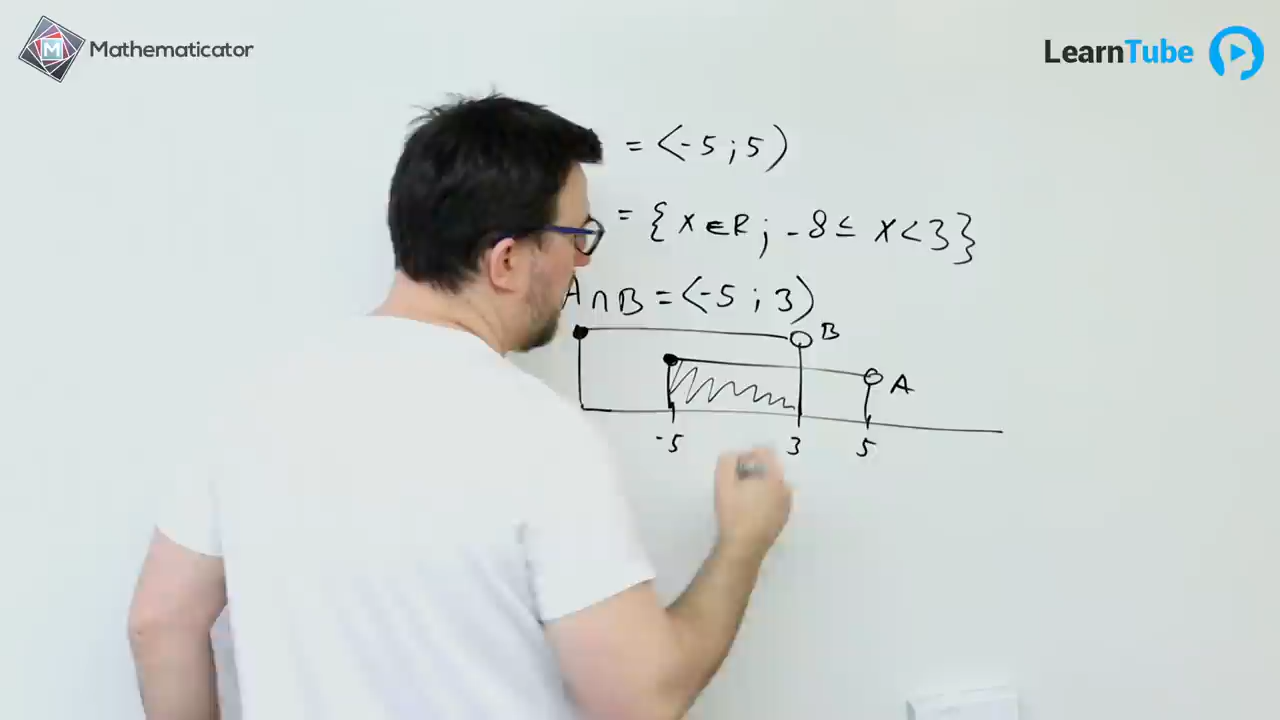 Mathematicator
LearnTube
= ⟨-5 ; 5)
= {x ∈ R ; -8 ≤ x < 3}
A ∩ B = ⟨-5 ; 3)
B
A
-5 3 5